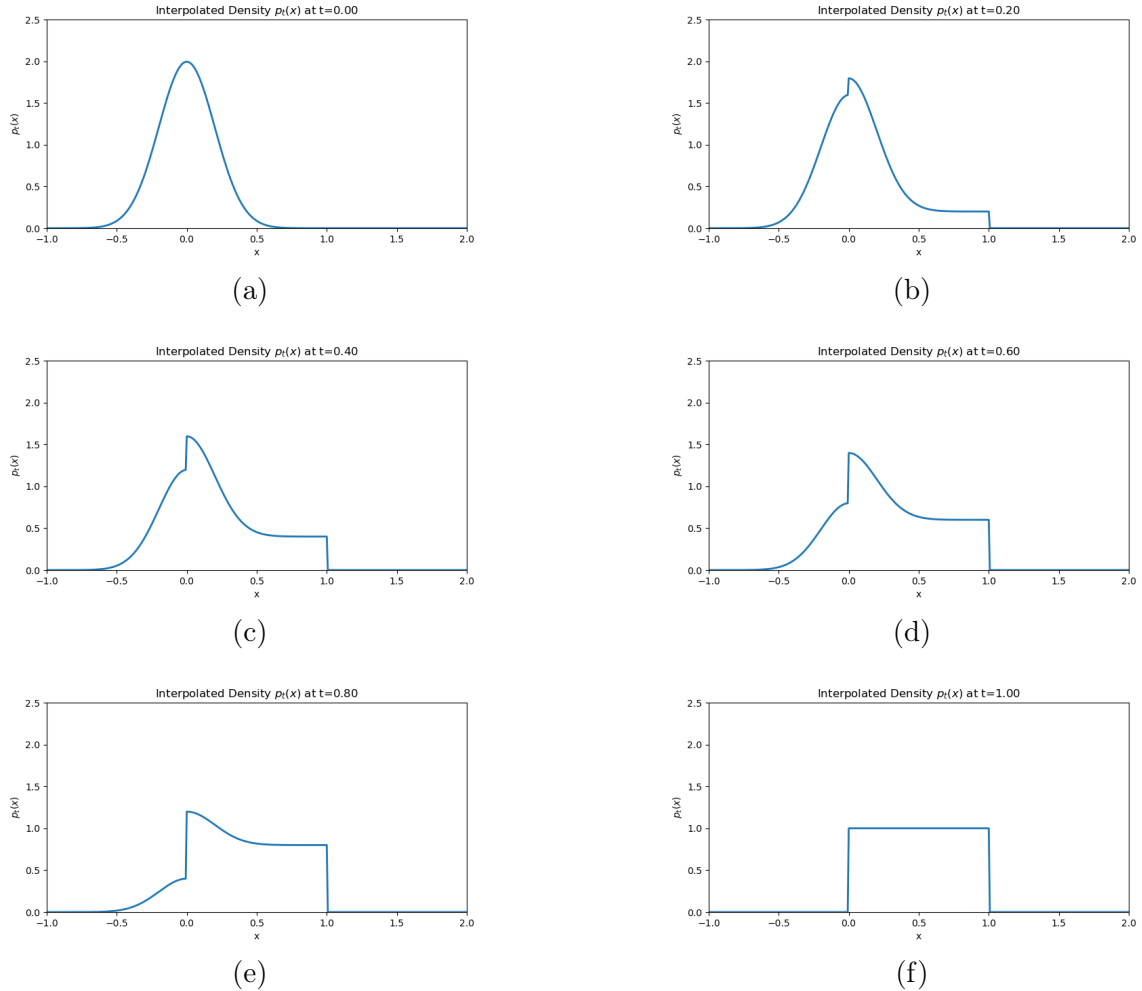 Interpolated Density p_t(x) at t=0.00
2.5
2.0
1.5
1.0
0.5
0.0
p_t(x)
−1.0 −0.5 0.0 0.5 1.0 1.5 2.0
x
(a)
Interpolated Density p_t(x) at t=0.20
2.5
2.0
1.5
1.0
0.5
0.0
p_t(x)
−1.0 −0.5 0.0 0.5 1.0 1.5 2.0
x
(b)
Interpolated Density p_t(x) at t=0.40
2.5
2.0
1.5
1.0
0.5
0.0
p_t(x)
−1.0 −0.5 0.0 0.5 1.0 1.5 2.0
x
(c)
Interpolated Density p_t(x) at t=0.60
2.5
2.0
1.5
1.0
0.5
0.0
p_t(x)
−1.0 −0.5 0.0 0.5 1.0 1.5 2.0
x
(d)
Interpolated Density p_t(x) at t=0.80
2.5
2.0
1.5
1.0
0.5
0.0
p_t(x)
−1.0 −0.5 0.0 0.5 1.0 1.5 2.0
x
(e)
Interpolated Density p_t(x) at t=1.00
2.5
2.0
1.5
1.0
0.5
0.0
p_t(x)
−1.0 −0.5 0.0 0.5 1.0 1.5 2.0
x
(f)